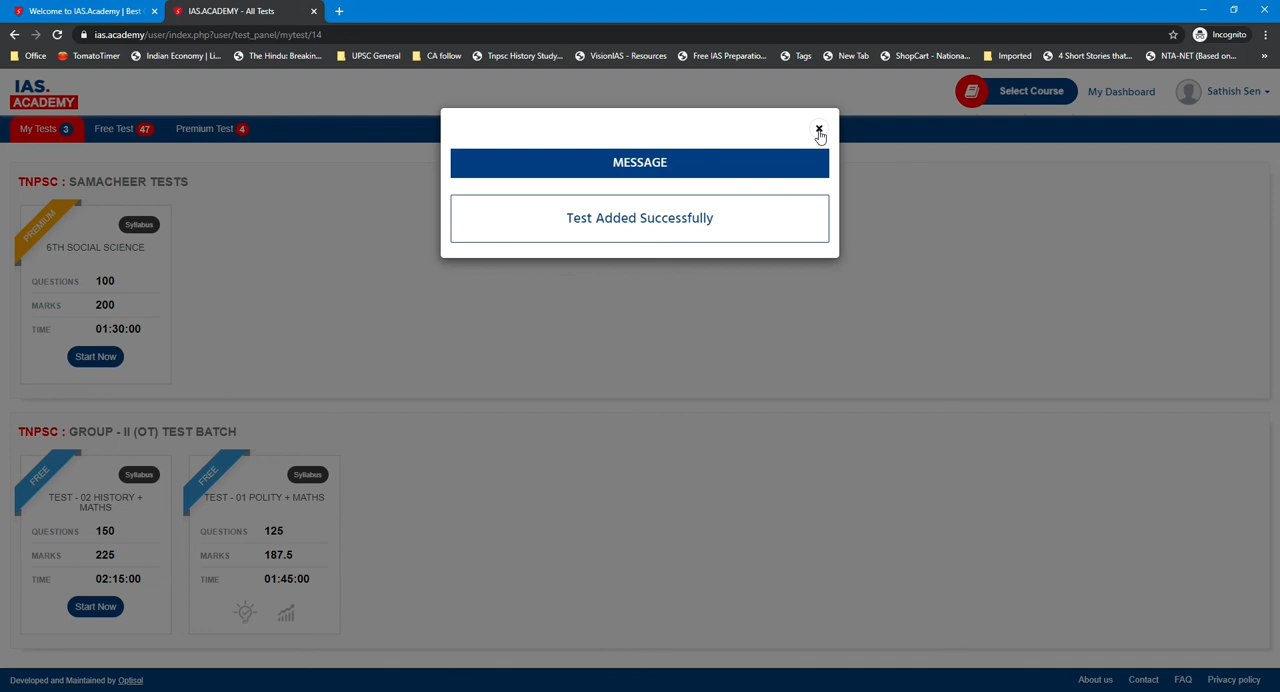 Welcome to IAS.Academy | Best
IAS.ACADEMY - All Tests
ias.academy/user/index.php?user/test_panel/mytest/14
Incognito
Office
TomatoTimer
Indian Economy | Li...
The Hindu: Breakin...
UPSC General
CA follow
Tnpsc History Study...
VisionIAS - Resources
Free IAS Preparatio...
Tags
New Tab
ShopCart - Nationa...
Imported
4 Short Stories that...
NTA-NET (Based on...
IAS.
ACADEMY
Select Course
My Dashboard
Sathish Sen
My Tests 3
Free Test 47
Premium Test 4
MESSAGE
Test Added Successfully
TNPSC : SAMACHEER TESTS
PREMIUM
Syllabus
6TH SOCIAL SCIENCE
QUESTIONS 100
MARKS 200
TIME 01:30:00
Start Now
TNPSC : GROUP - II (OT) TEST BATCH
FREE
Syllabus
TEST - 02 HISTORY +
MATHS
QUESTIONS 150
MARKS 225
TIME 02:15:00
Start Now
FREE
Syllabus
TEST - 01 POLITY + MATHS
QUESTIONS 125
MARKS 187.5
TIME 01:45:00
Developed and Maintained by Optisol
About us
Contact
FAQ
Privacy policy